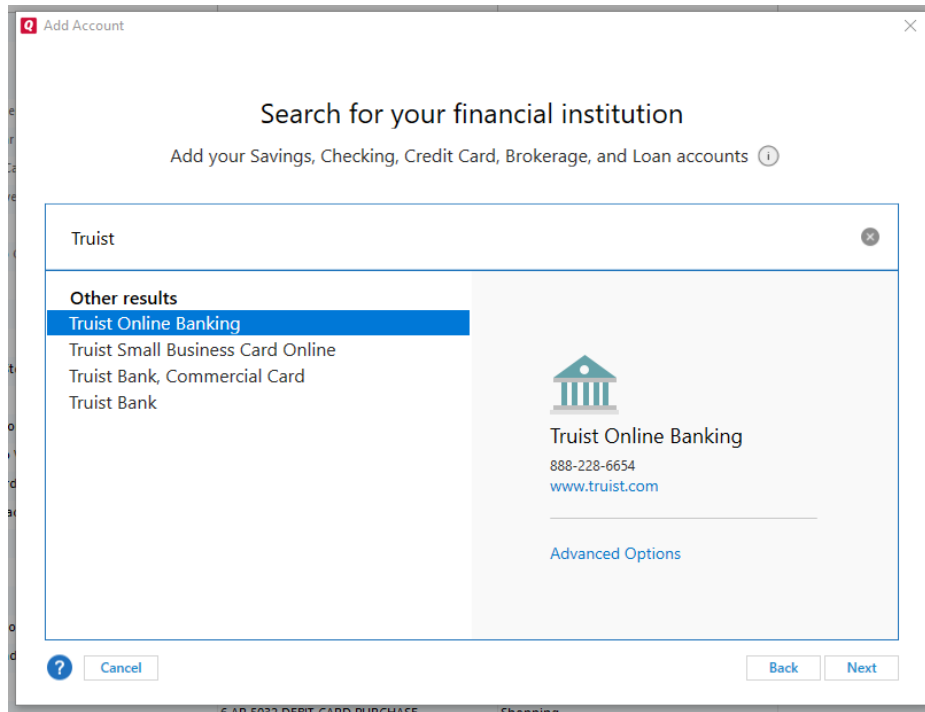 Add Account
Search for your financial institution
Add your Savings, Checking, Credit Card, Brokerage, and Loan accounts
Truist
Other results
Truist Online Banking
Truist Small Business Card Online
Truist Bank, Commercial Card
Truist Bank
Truist Online Banking
888-228-6654
www.truist.com
Advanced Options
? Cancel Back Next